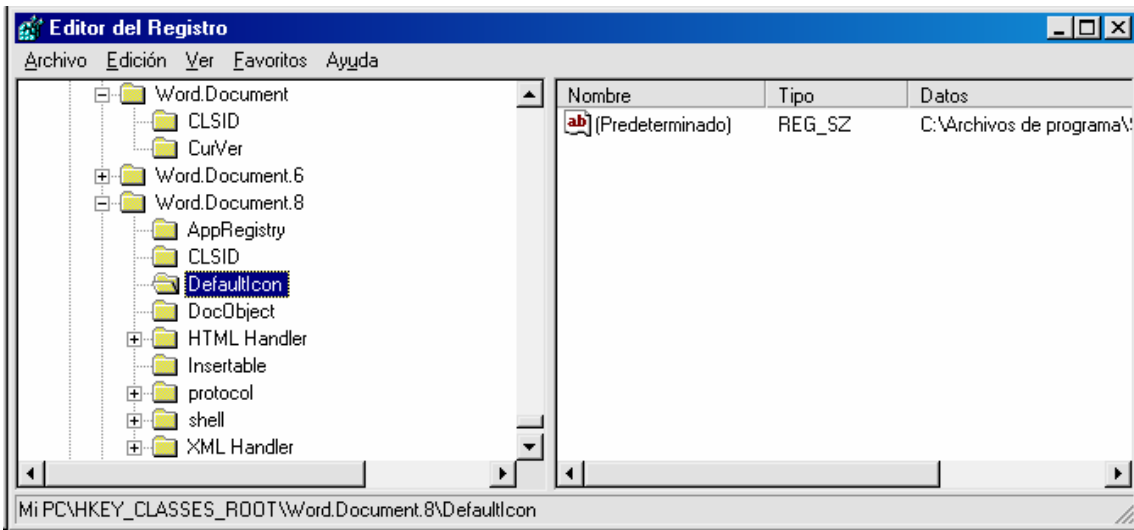 Editor del Registro
Archivo Edición Ver Favoritos Ayuda
Word.Document
CLSID
CurVer
Word.Document.6
Word.Document.8
AppRegistry
CLSID
DefaultIcon
DocObject
HTML Handler
Insertable
protocol
shell
XML Handler
Nombre Tipo Datos
ab (Predeterminado) REG_SZ C:\Archivos de programa\
Mi PC\HKEY_CLASSES_ROOT\Word.Document.8\DefaultIcon